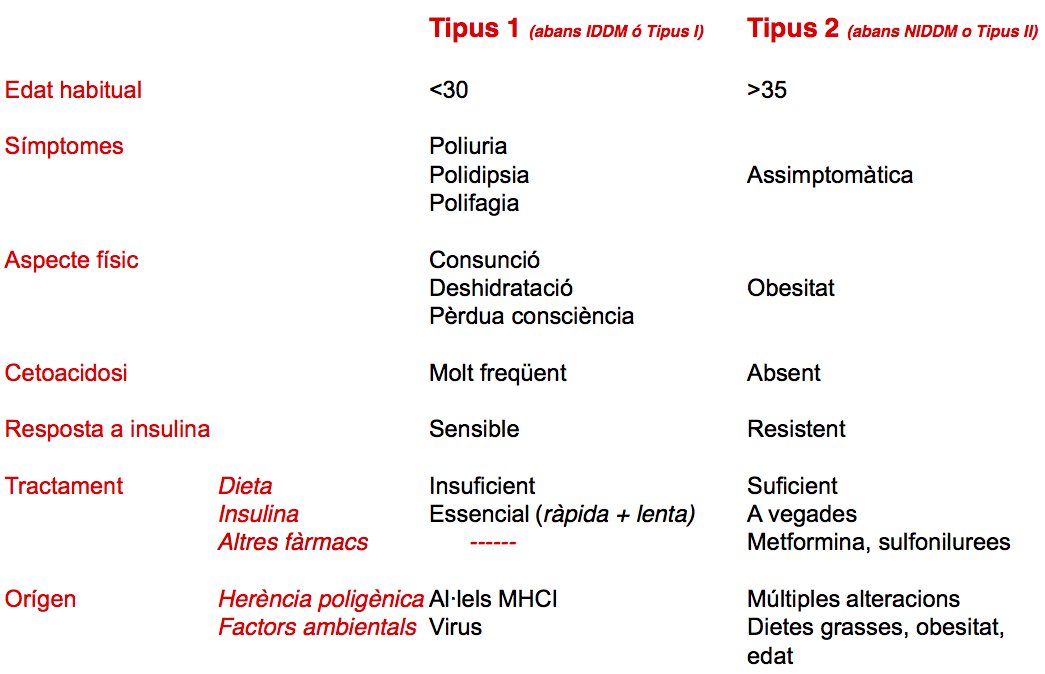 Tipus 1 (abans IDDM ó Tipus I) Tipus 2 (abans NIDDM o Tipus II)
Edat habitual <30 >35
Símptomes Poliuria
Polidipsia Assimptomàtica
Polifagia
Aspecte físic Consunció
Deshidratació Obesitat
Pèrdua consciència
Cetoacidosi Molt freqüent Absent
Resposta a insulina Sensible Resistent
Tractament Dieta Insuficient Suficient
Insulina Essencial (ràpida + lenta) A vegades
Altres fàrmacs ------ Metformina, sulfonilurees
Orígen Herència poligènica Al·lels MHCI Múltiples alteracions
Factors ambientals Virus Dietes grasses, obesitat,
edat